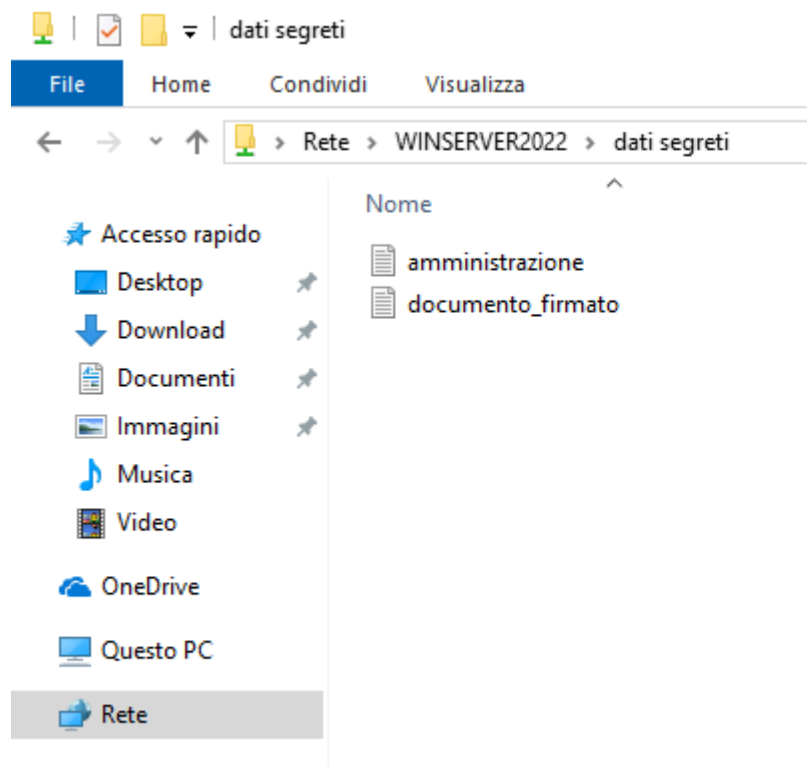 dati segreti
File Home Condividi Visualizza
Rete > WINSERVER2022 > dati segreti
Nome
Accesso rapido
amministrazione
Desktop
documento_firmato
Download
Documenti
Immagini
Musica
Video
OneDrive
Questo PC
Rete